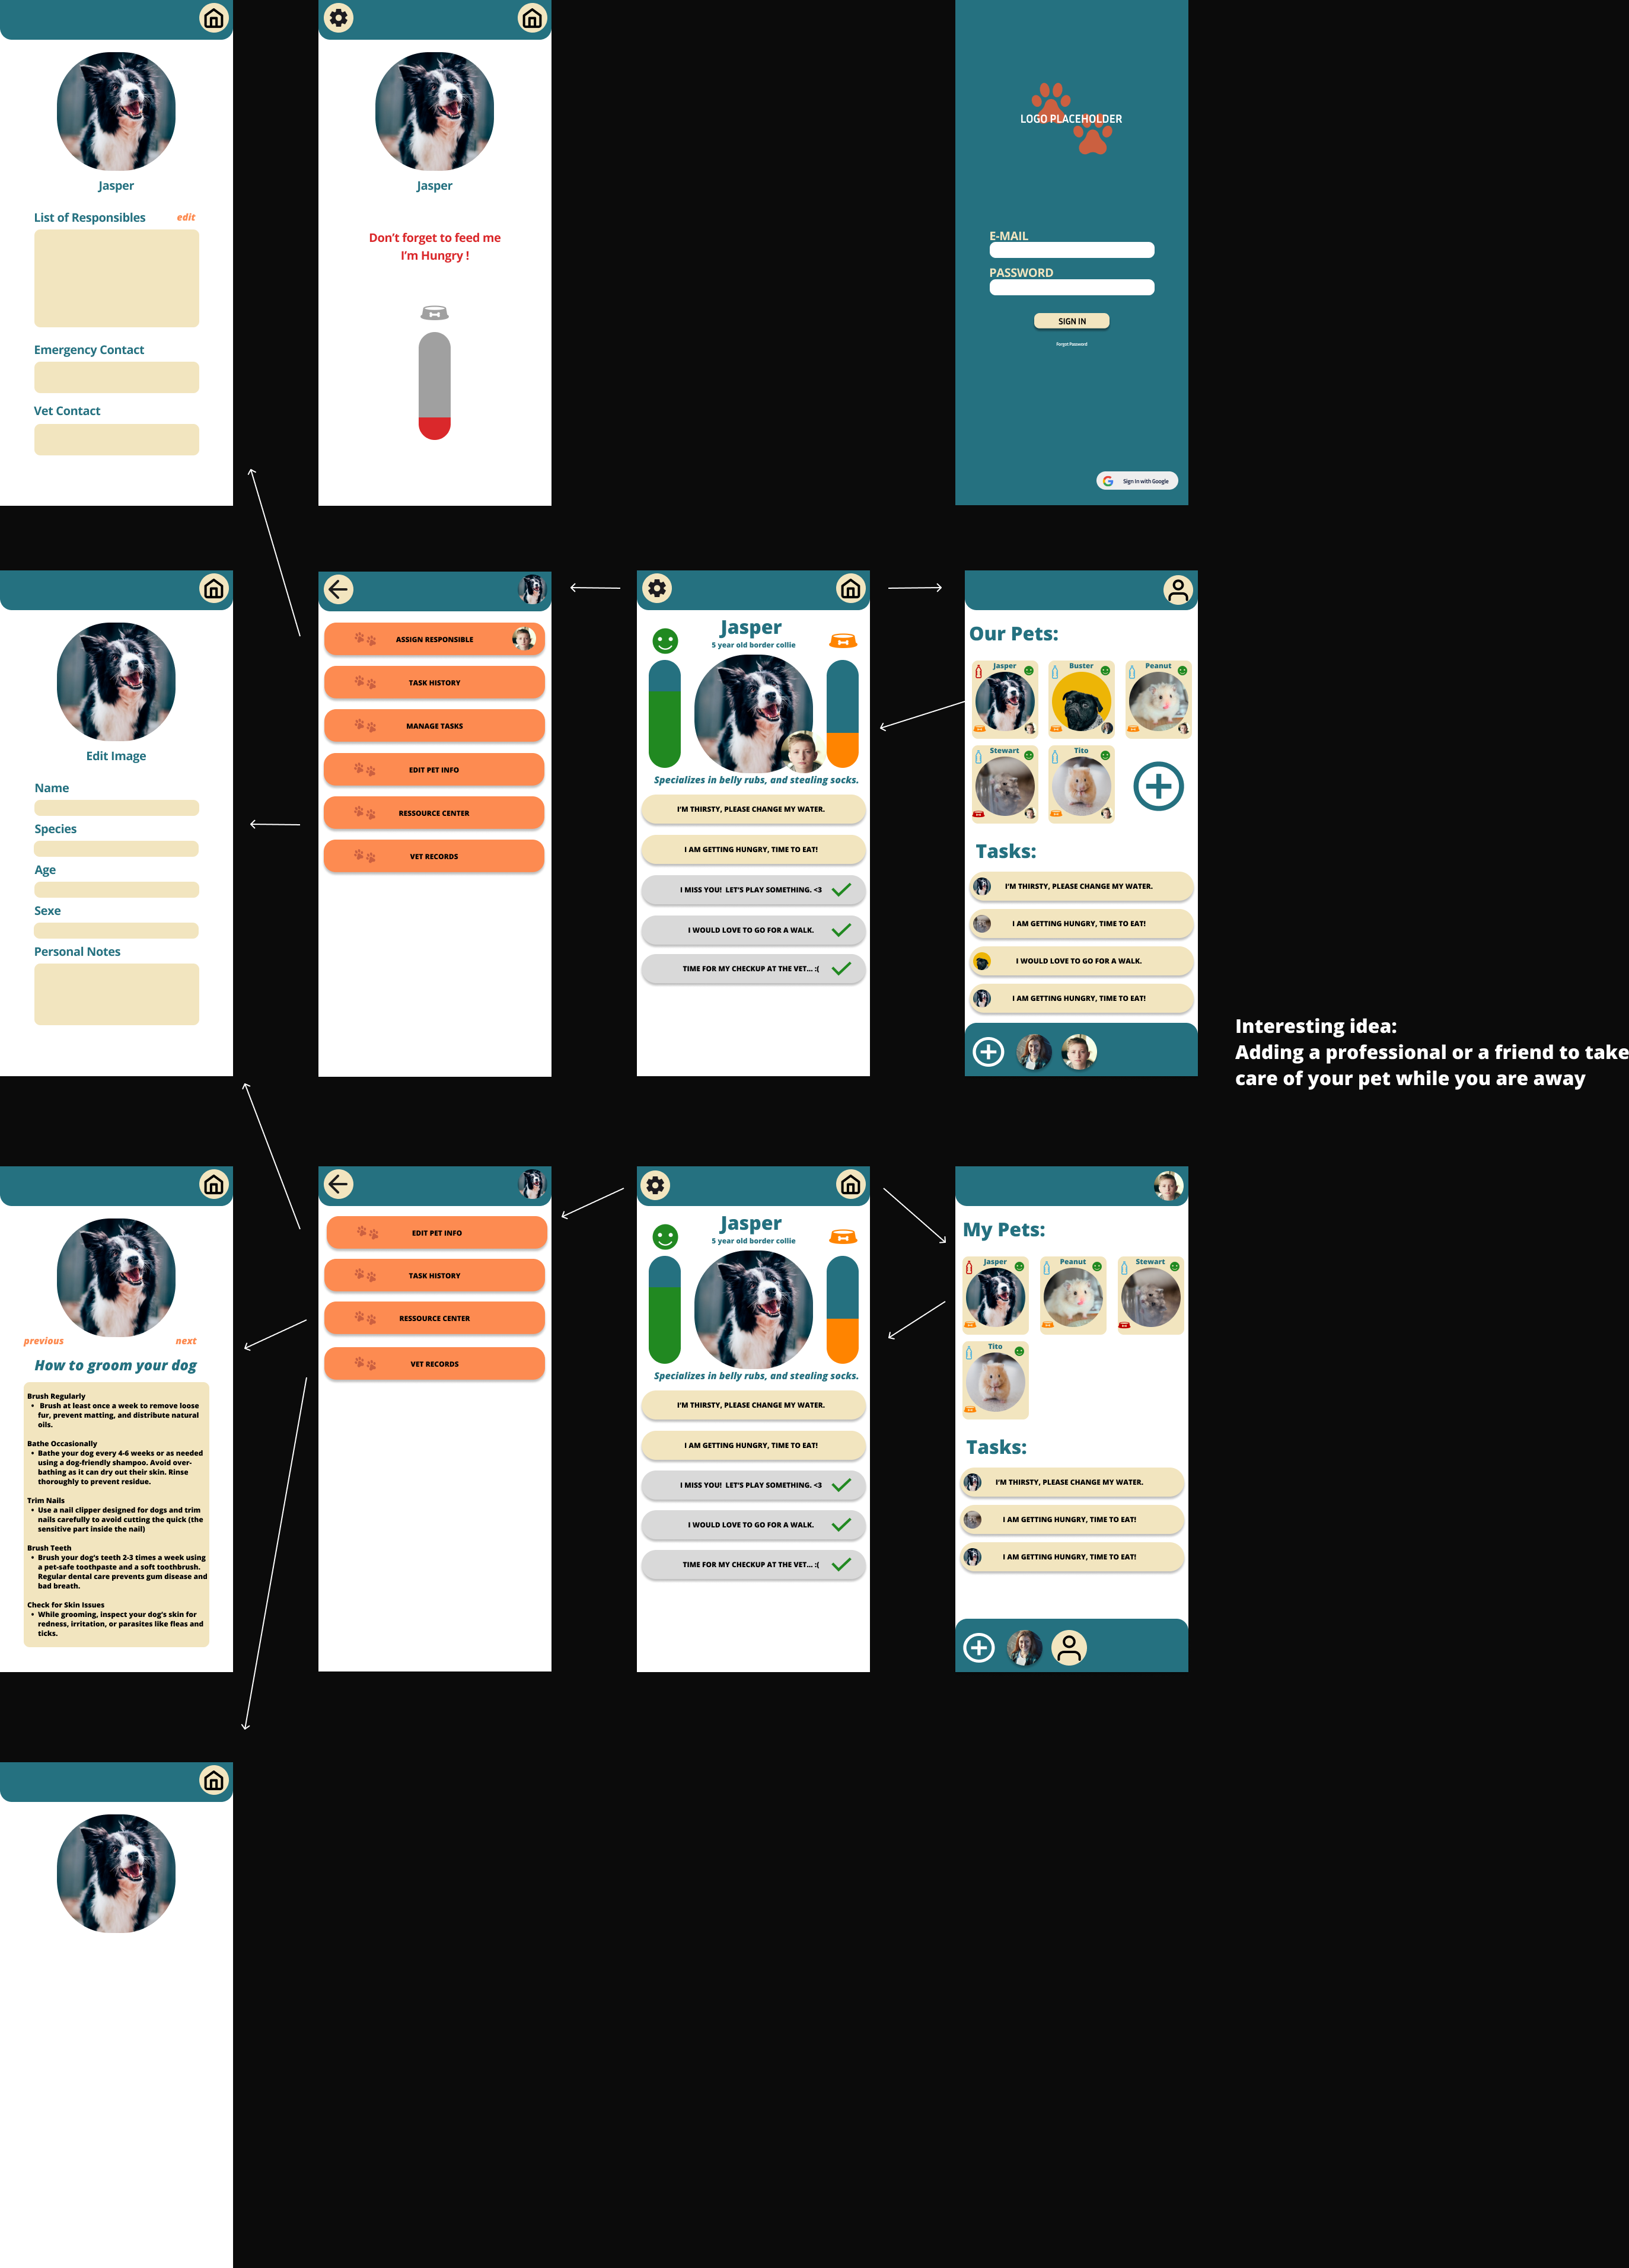 Jasper
List of Responsibles
edit
Emergency Contact
Vet Contact
Jasper
Don't forget to feed me
I'm Hungry !
LOGO PLACEHOLDER
E-MAIL
PASSWORD
SIGN IN
Forgot Password
Sign In with Google
Edit Image
Name
Species
Age
Sexe
Personal Notes
ASSIGN RESPONSIBLE
TASK HISTORY
MANAGE TASKS
EDIT PET INFO
RESSOURCE CENTER
VET RECORDS
Jasper
5 year old border collie
Specializes in belly rubs, and stealing socks.
I'M THIRSTY, PLEASE CHANGE MY WATER.
I AM GETTING HUNGRY, TIME TO EAT!
I MISS YOU! LET'S PLAY SOMETHING. <3
I WOULD LOVE TO GO FOR A WALK.
TIME FOR MY CHECKUP AT THE VET... :(
Our Pets:
Jasper
Buster
Peanut
Stewart
Tito
Tasks:
I'M THIRSTY, PLEASE CHANGE MY WATER.
I AM GETTING HUNGRY, TIME TO EAT!
I WOULD LOVE TO GO FOR A WALK.
I AM GETTING HUNGRY, TIME TO EAT!
Interesting idea:
Adding a professional or a friend to take
care of your pet while you are away
previous
next
How to groom your dog
Brush Regularly
• Brush at least once a week to remove loose
fur, prevent matting, and distribute natural
oils.
Bathe Occasionally
• Bathe your dog every 4-6 weeks or as needed
using a dog-friendly shampoo. Avoid over-
bathing as it can dry out their skin. Rinse
thoroughly to prevent residue.
Trim Nails
• Use a nail clipper designed for dogs and trim
nails carefully to avoid cutting the quick (the
sensitive part inside the nail)
Brush Teeth
• Brush your dog's teeth 2-3 times a week using
a pet-safe toothpaste and a soft toothbrush.
Regular dental care prevents gum disease and
bad breath.
Check for Skin Issues
• While grooming, inspect your dog's skin for
redness, irritation, or parasites like fleas and
ticks.
EDIT PET INFO
TASK HISTORY
RESSOURCE CENTER
VET RECORDS
Jasper
5 year old border collie
Specializes in belly rubs, and stealing socks.
I'M THIRSTY, PLEASE CHANGE MY WATER.
I AM GETTING HUNGRY, TIME TO EAT!
I MISS YOU! LET'S PLAY SOMETHING. <3
I WOULD LOVE TO GO FOR A WALK.
TIME FOR MY CHECKUP AT THE VET... :(
My Pets:
Jasper
Peanut
Stewart
Tito
Tasks:
I'M THIRSTY, PLEASE CHANGE MY WATER.
I AM GETTING HUNGRY, TIME TO EAT!
I AM GETTING HUNGRY, TIME TO EAT!